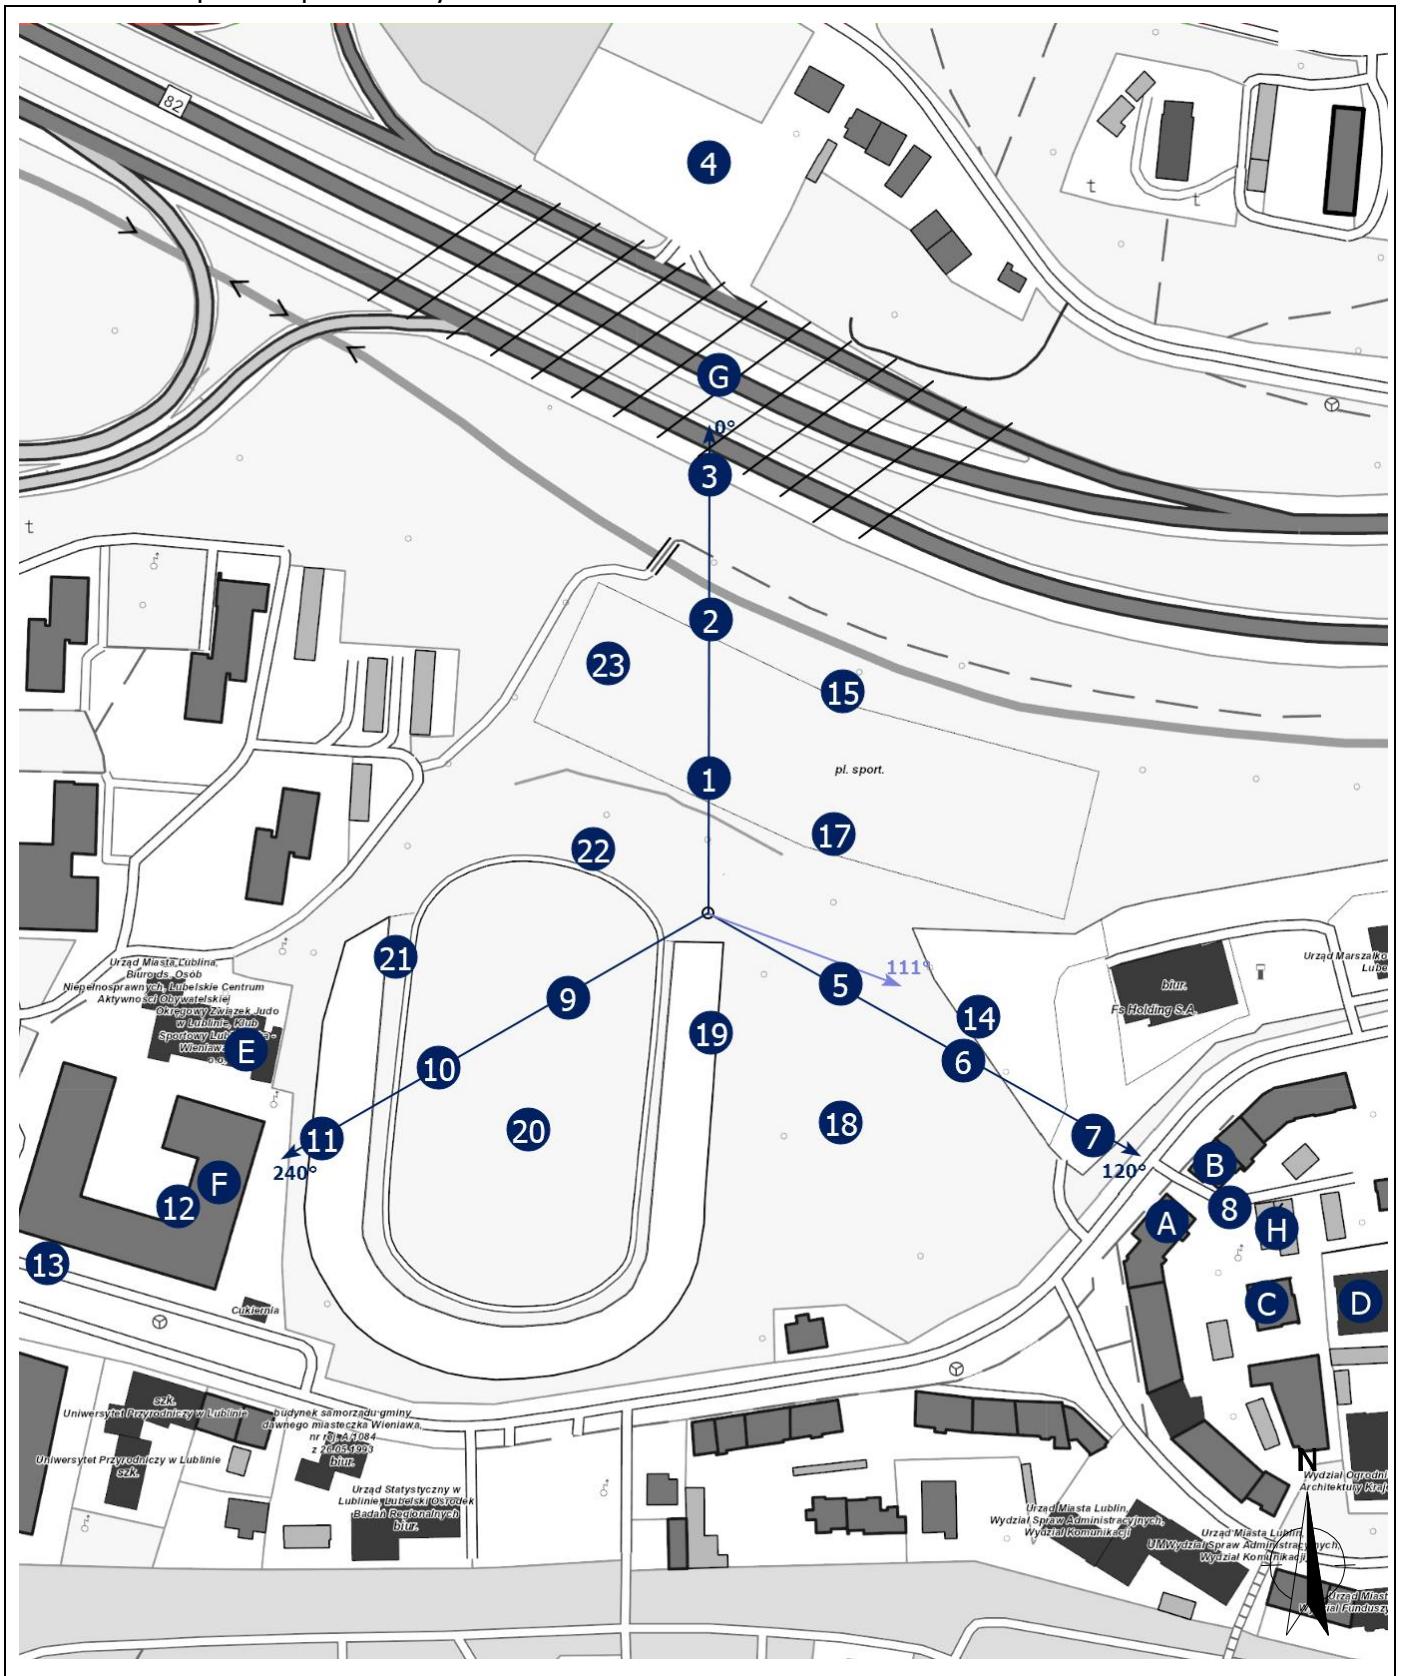 82
4
t
t
G
0°
3
t
2
23
15
pl. sport.
1
17
22
111°
5
21
9
14
19
6
10
E
Urząd Miasta Lublina,
Biuro ds. Osób
Niepełnosprawnych, Lubelskie Centrum
Aktywności Obywatelskiej
Okręgowy Związek Judo
w Lublinie, Klub
biur.
Fs Holding S.A.
Urząd Marszałko
Lube
20
18
11
240°
7
120°
B
F
12
8
A
H
13
C
D
Cukiernia
szk.
Uniwersytet Przyrodniczy w Lublinie
budynek samorządu gminy
dawnego miasteczka Wieniawa,
nr rej. A/1084
z 26.05.1993
biur.
Uniwersytet Przyrodniczy w Lublinie
szk.
Urząd Statystyczny w
Lublinie, Lubelski Ośrodek
Badań Regionalnych
biur.
N
Wydział Ogrodni
Architektury Kraj
Urząd Miasta Lublin,
Wydział Spraw Administracyjnych,
Wydział Komunikacji
Urząd Miasta Lublin,
UMWydział Spraw Administracyjnych,
Wydział Komunikacji
Urząd Miast
Wydział Funduszy